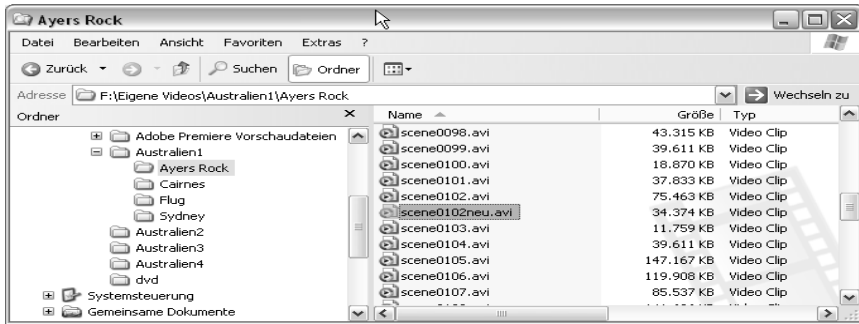 Ayers Rock
Datei Bearbeiten Ansicht Favoriten Extras ?
Zurück Suchen Ordner
Adresse F:\Eigene Videos\Australien1\Ayers Rock Wechseln zu
Ordner
Adobe Premiere Vorschaudateien
Australien1
Ayers Rock
Cairnes
Flug
Sydney
Australien2
Australien3
Australien4
dvd
Systemsteuerung
Gemeinsame Dokumente
Name Größe Typ
scene0098.avi 43.315 KB Video Clip
scene0099.avi 39.611 KB Video Clip
scene0100.avi 18.870 KB Video Clip
scene0101.avi 37.833 KB Video Clip
scene0102.avi 75.463 KB Video Clip
scene0102neu.avi 34.374 KB Video Clip
scene0103.avi 11.759 KB Video Clip
scene0104.avi 39.611 KB Video Clip
scene0105.avi 147.167 KB Video Clip
scene0106.avi 119.908 KB Video Clip
scene0107.avi 85.537 KB Video Clip